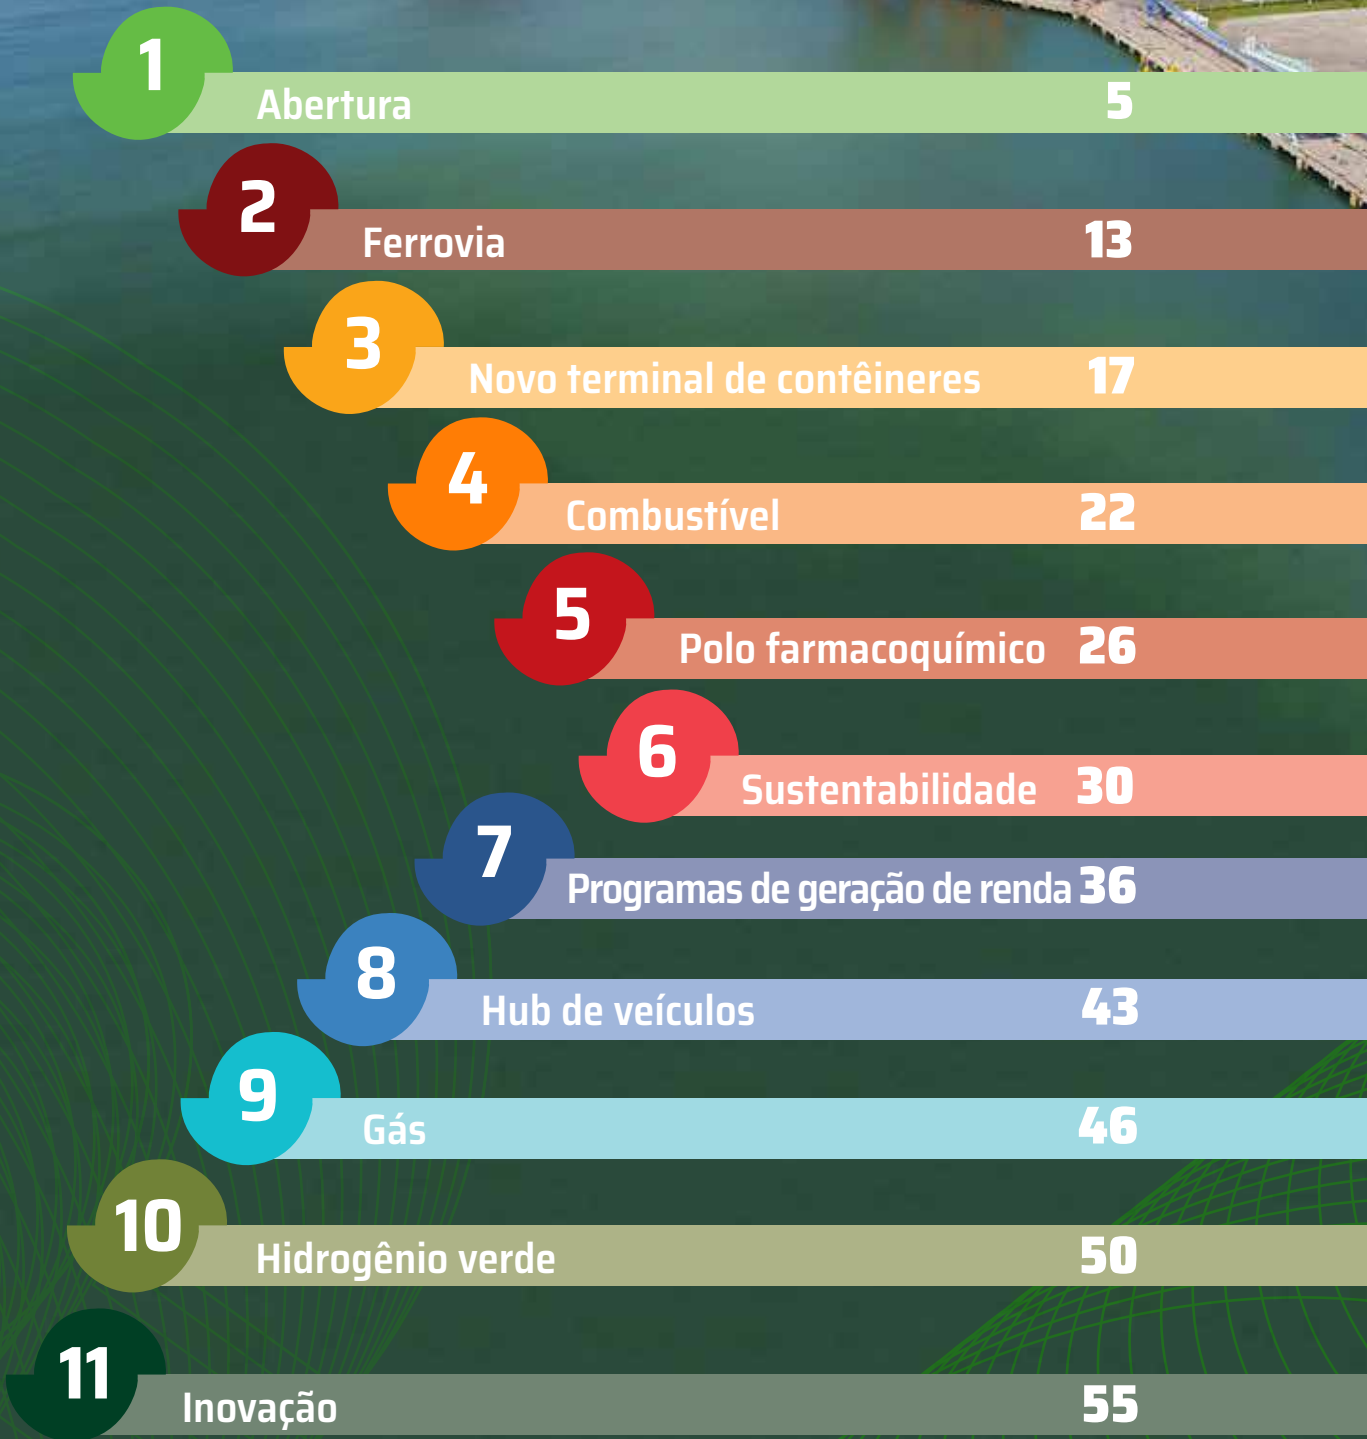 1 Abertura 5
2 Ferrovia 13
3 Novo terminal de contêineres 17
4 Combustível 22
5 Polo farmacoquímico 26
6 Sustentabilidade 30
7 Programas de geração de renda 36
8 Hub de veículos 43
9 Gás 46
10 Hidrogênio verde 50
11 Inovação 55